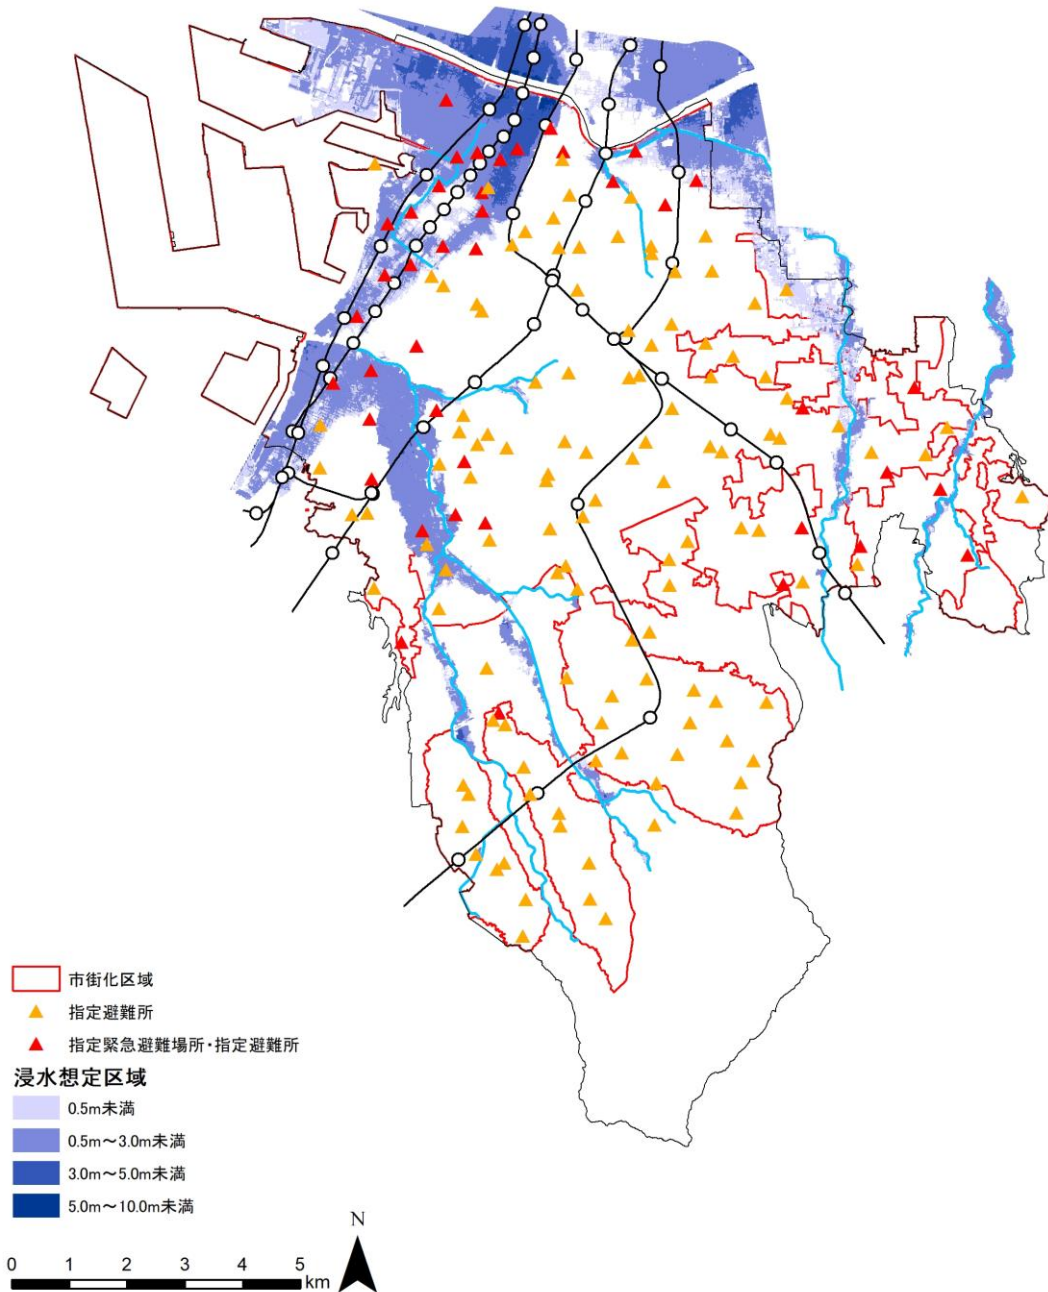 市街化区域
指定避難所
指定緊急避難場所・指定避難所
浸水想定区域
0.5m未満
0.5m～3.0m未満
3.0m～5.0m未満
5.0m～10.0m未満
N
0 1 2 3 4 5
km